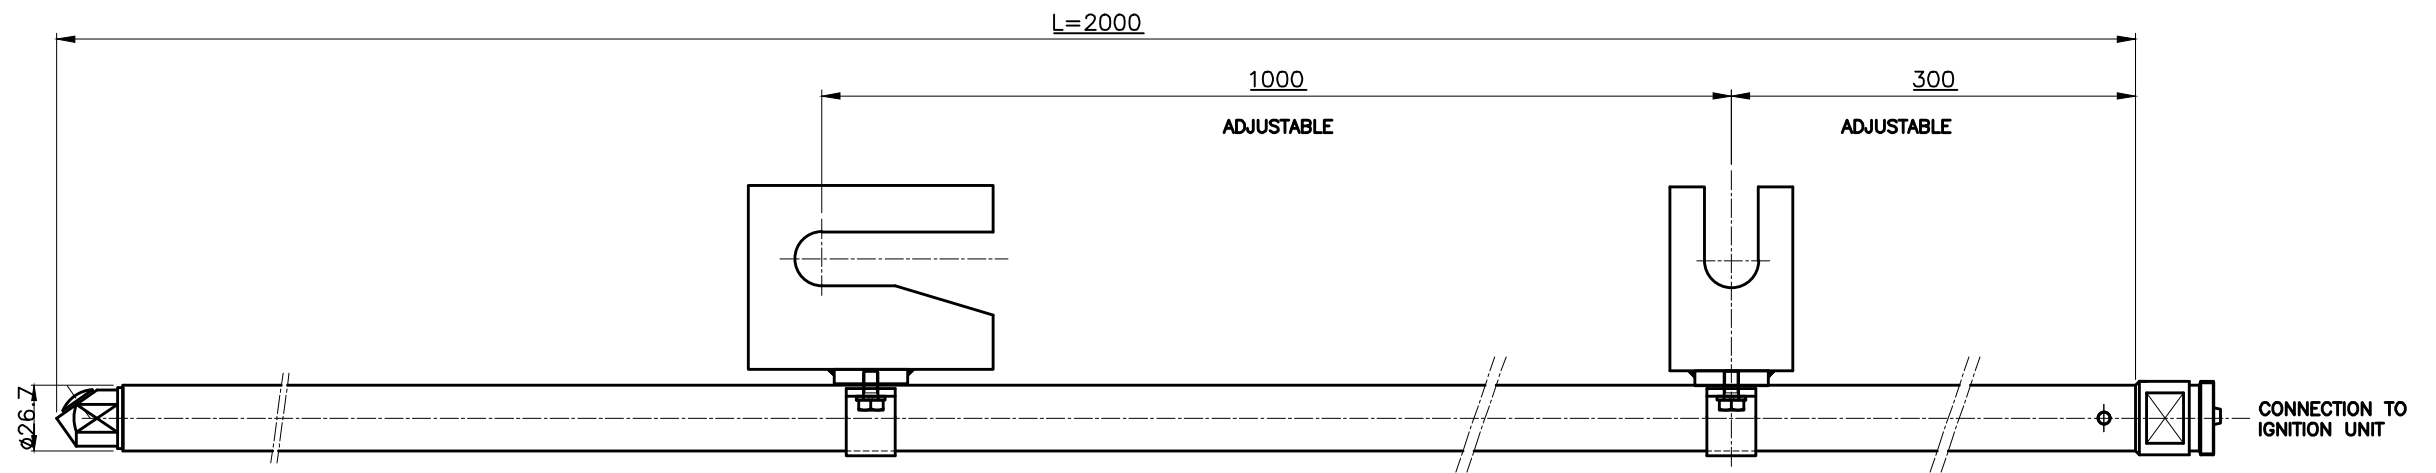 L=2000
1000
300
ADJUSTABLE
ADJUSTABLE
ø26.7
CONNECTION TO
IGNITION UNIT